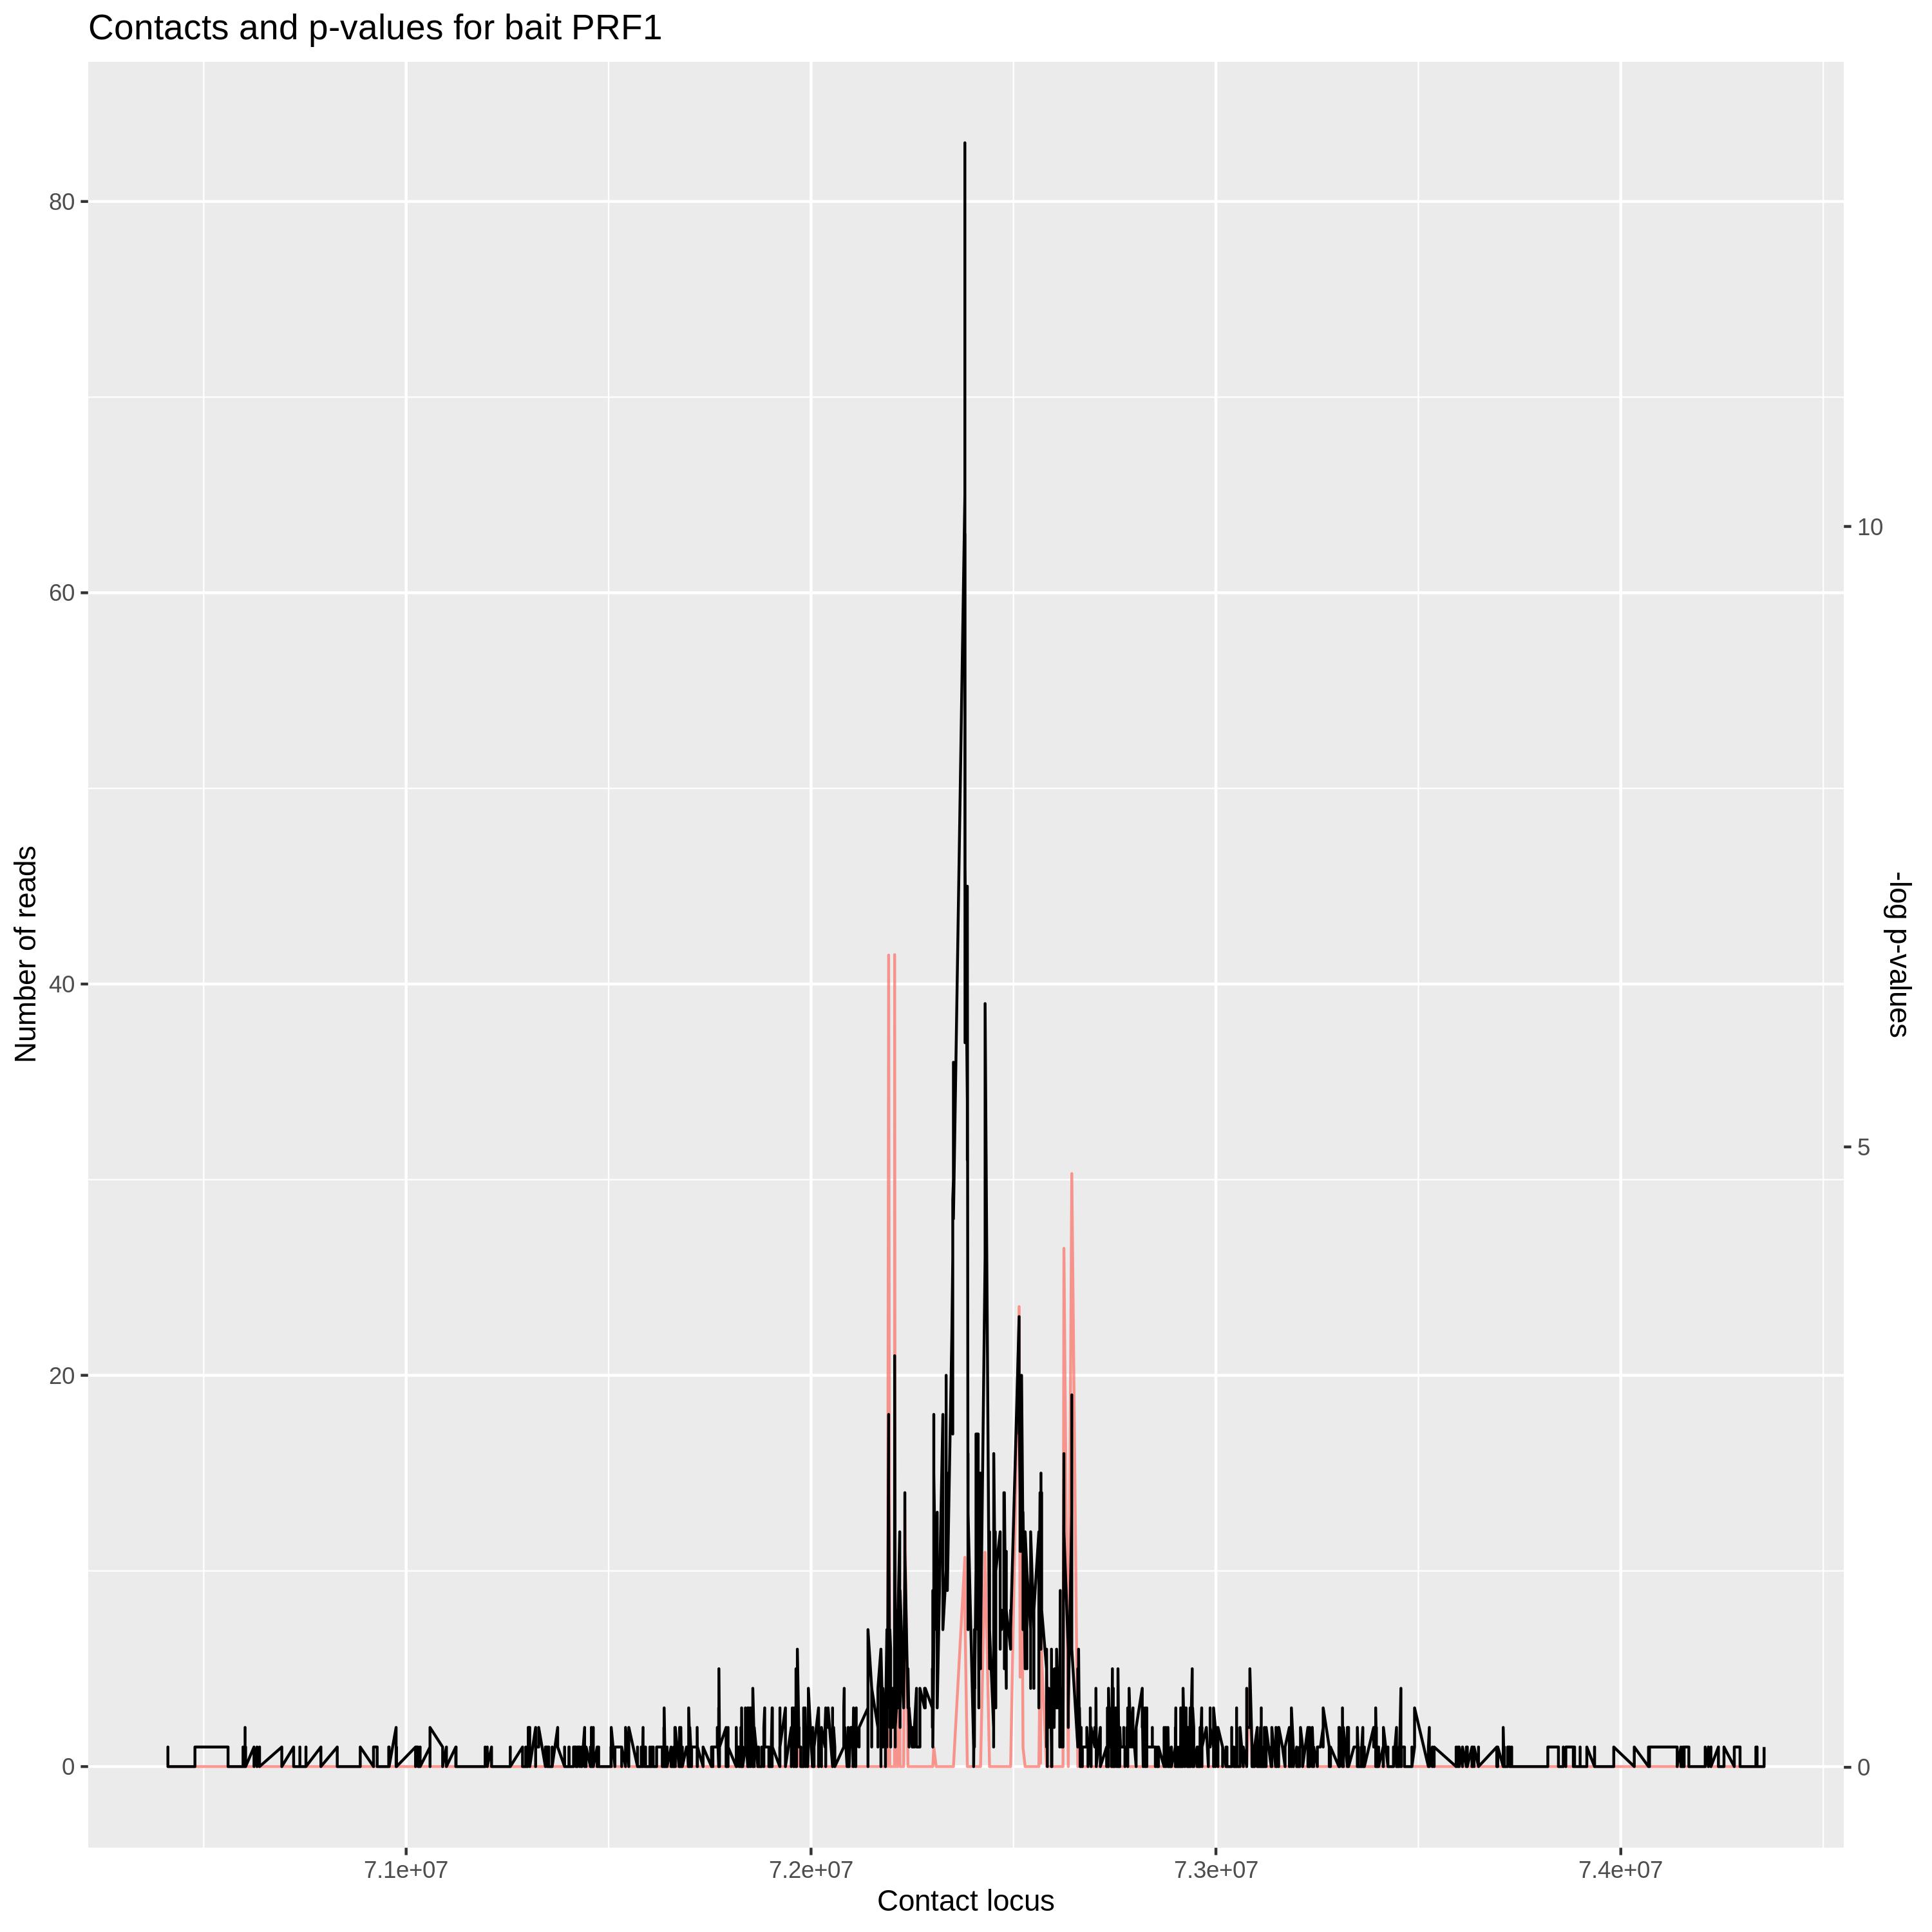 Contacts and p-values for bait PRF1
80
60
40
20
0
Number of reads
10
5
0
-log p-values
7.1e+07
7.2e+07
7.3e+07
7.4e+07
Contact locus